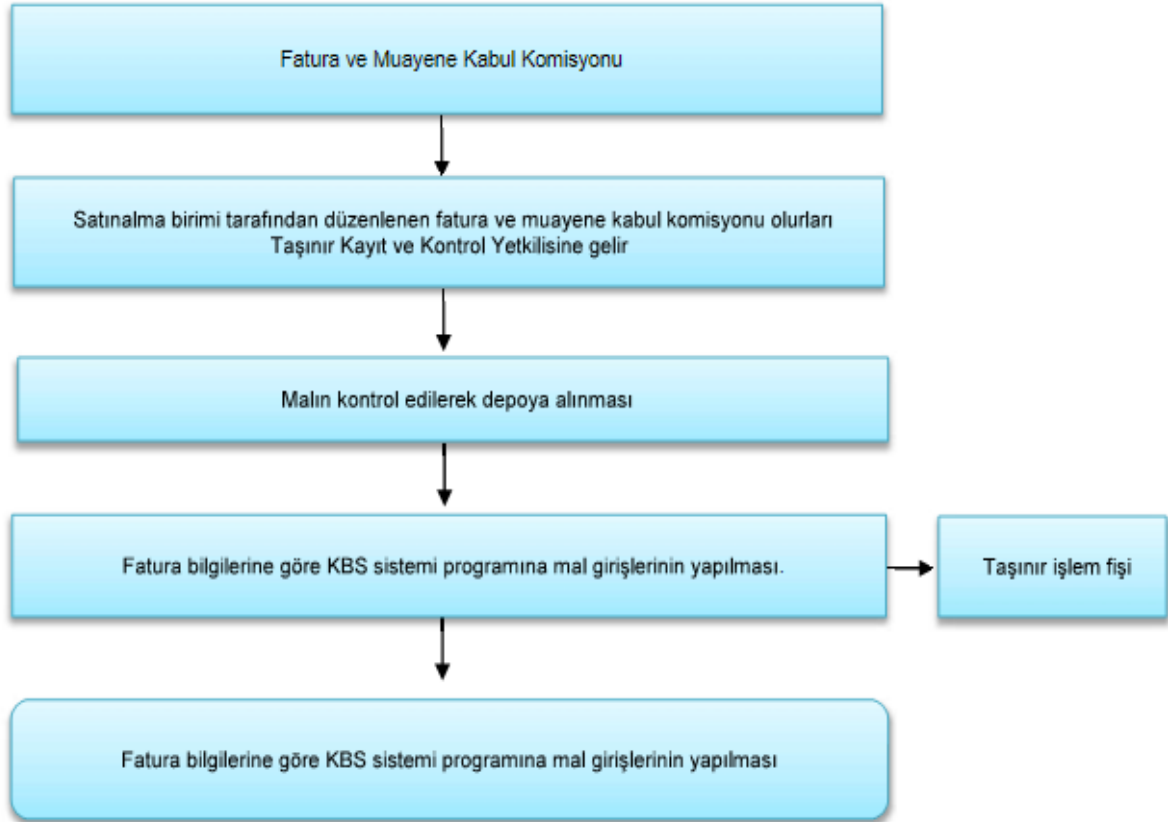 Fatura ve Muayene Kabul Komisyonu
Satınalma birimi tarafından düzenlenen fatura ve muayene kabul komisyonu olurları
Taşınır Kayıt ve Kontrol Yetkilisine gelir
Malın kontrol edilerek depoya alınması
Fatura bilgilerine göre KBS sistemi programına mal girişlerinin yapılması.
Taşınır işlem fişi
Fatura bilgilerine göre KBS sistemi programına mal girişlerinin yapılması